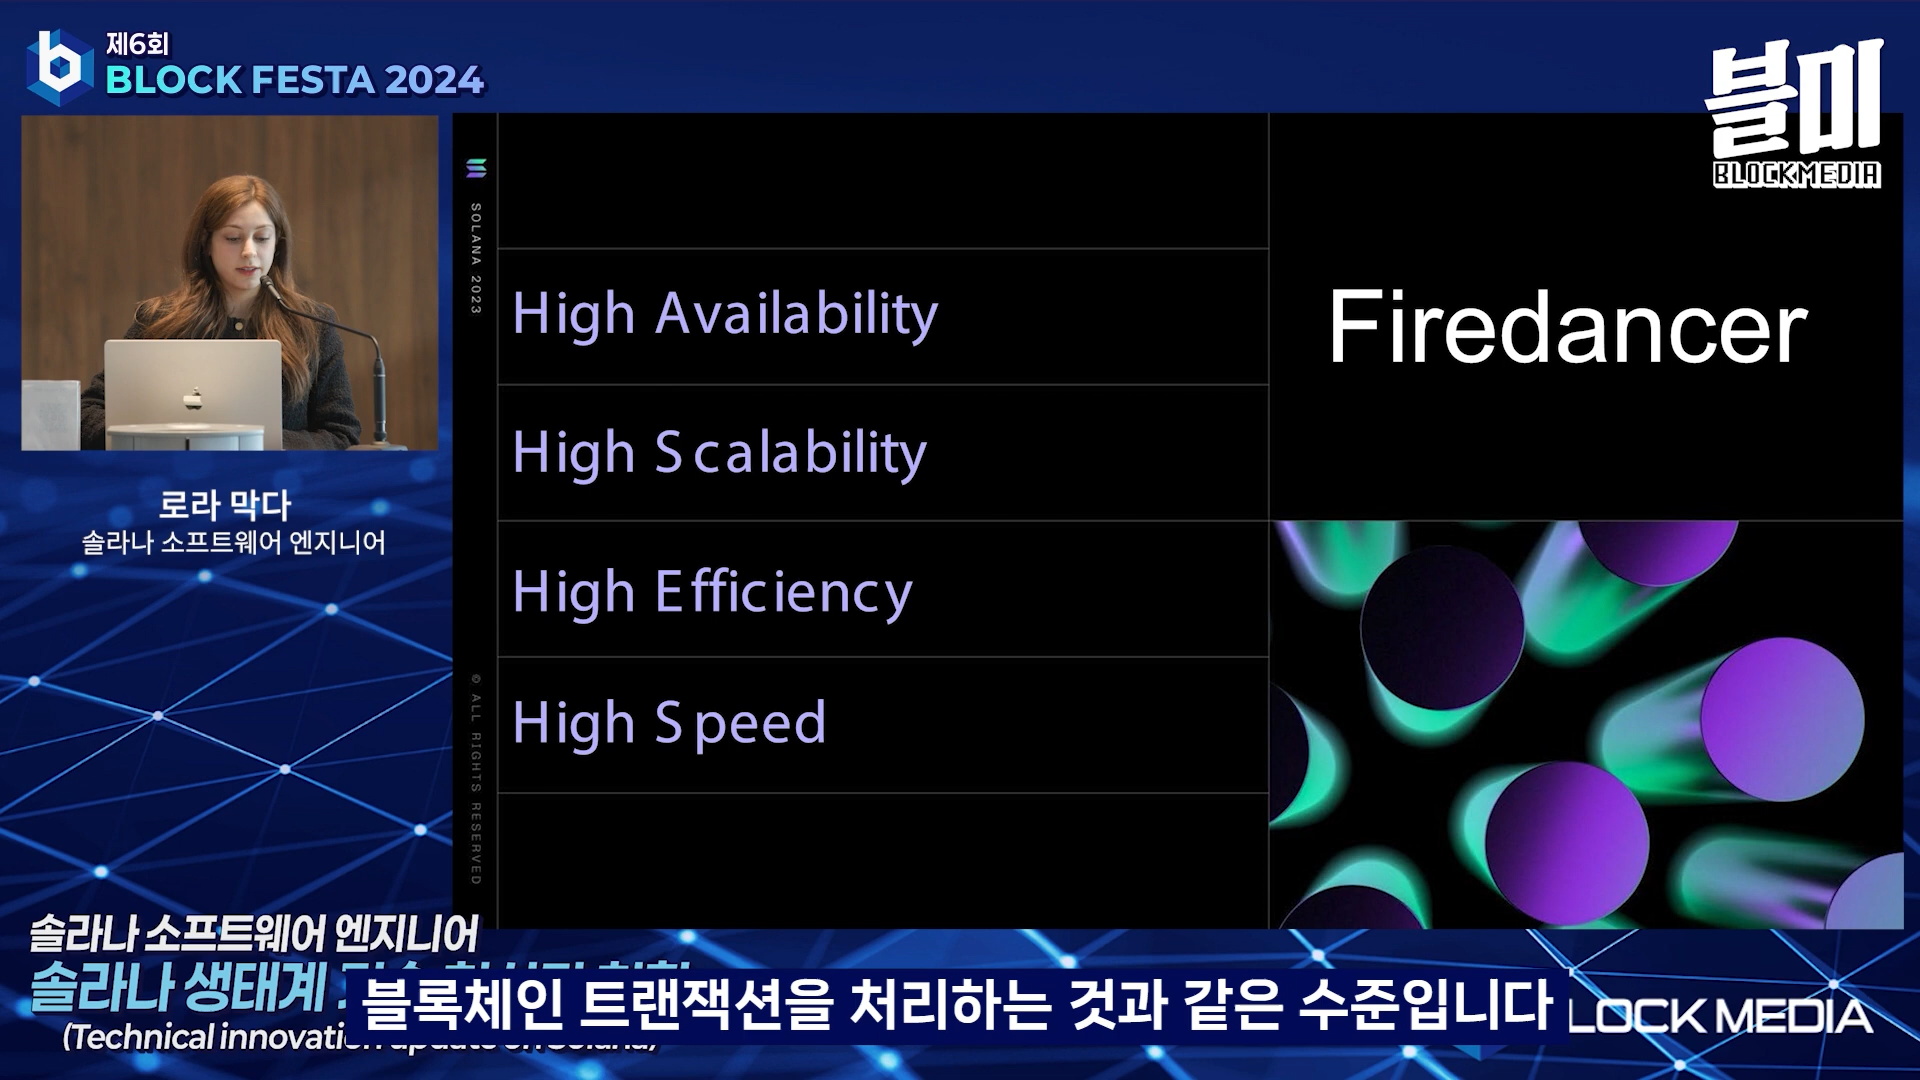 제6회
BLOCK FESTA 2024
블미
BLOCKMEDIA
로라 막다
솔라나 소프트웨어 엔지니어
SOLANA 2023
© ALL RIGHTS RESERVED
High Availability
High Scalability
High Efficiency
High Speed
Firedancer
솔라나 소프트웨어 엔지니어
솔라나 생태계
(Technical innovation update on Solana)
블록체인 트랜잭션을 처리하는 것과 같은 수준입니다
LOCK MEDIA